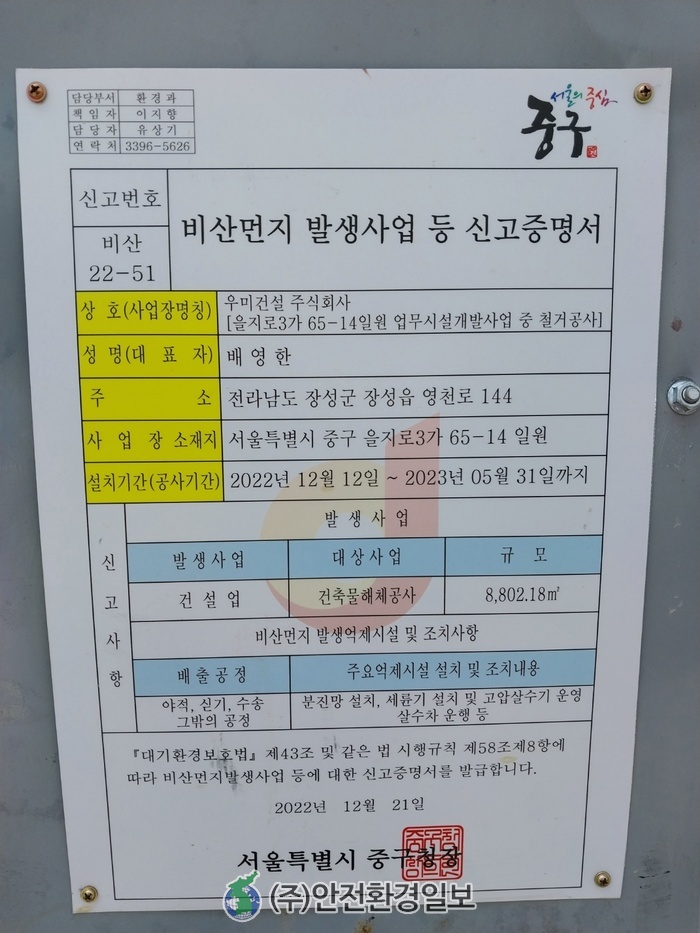 담당부서 환경과
책임자 이지향
담당자 유상기
연락처 3396-5626
서울의 중심
중구
신고번호
비산
22-51
비산먼지 발생사업 등 신고증명서
상 호(사업장명칭)
우미건설 주식회사
[을지로3가 65-14일원 업무시설개발사업 중 철거공사]
성 명(대 표 자) 배 영 한
주 소 전라남도 장성군 장성읍 영천로 144
사 업 장 소재지 서울특별시 중구 을지로3가 65-14 일원
설치기간(공사기간) 2022년 12월 12일 ~ 2023년 05월 31일까지
신고사항
발 생 사 업
발 생 사 업 대 상 사 업 규 모
건 설 업 건축물해체공사 8,802.18㎡
비산먼지 발생억제시설 및 조치사항
배 출 공 정 주요억제시설 설치 및 조치내용
야적, 싣기, 수송
그밖의 공정
분진망 설치, 세륜기 설치 및 고압살수기 운영
살수차 운행 등
『대기환경보호법』 제43조 및 같은 법 시행규칙 제58조제8항에
따라 비산먼지발생사업 등에 대한 신고증명서를 발급합니다.
2022년 12월 21일
서울특별시 중구청장
(주)안전환경일보